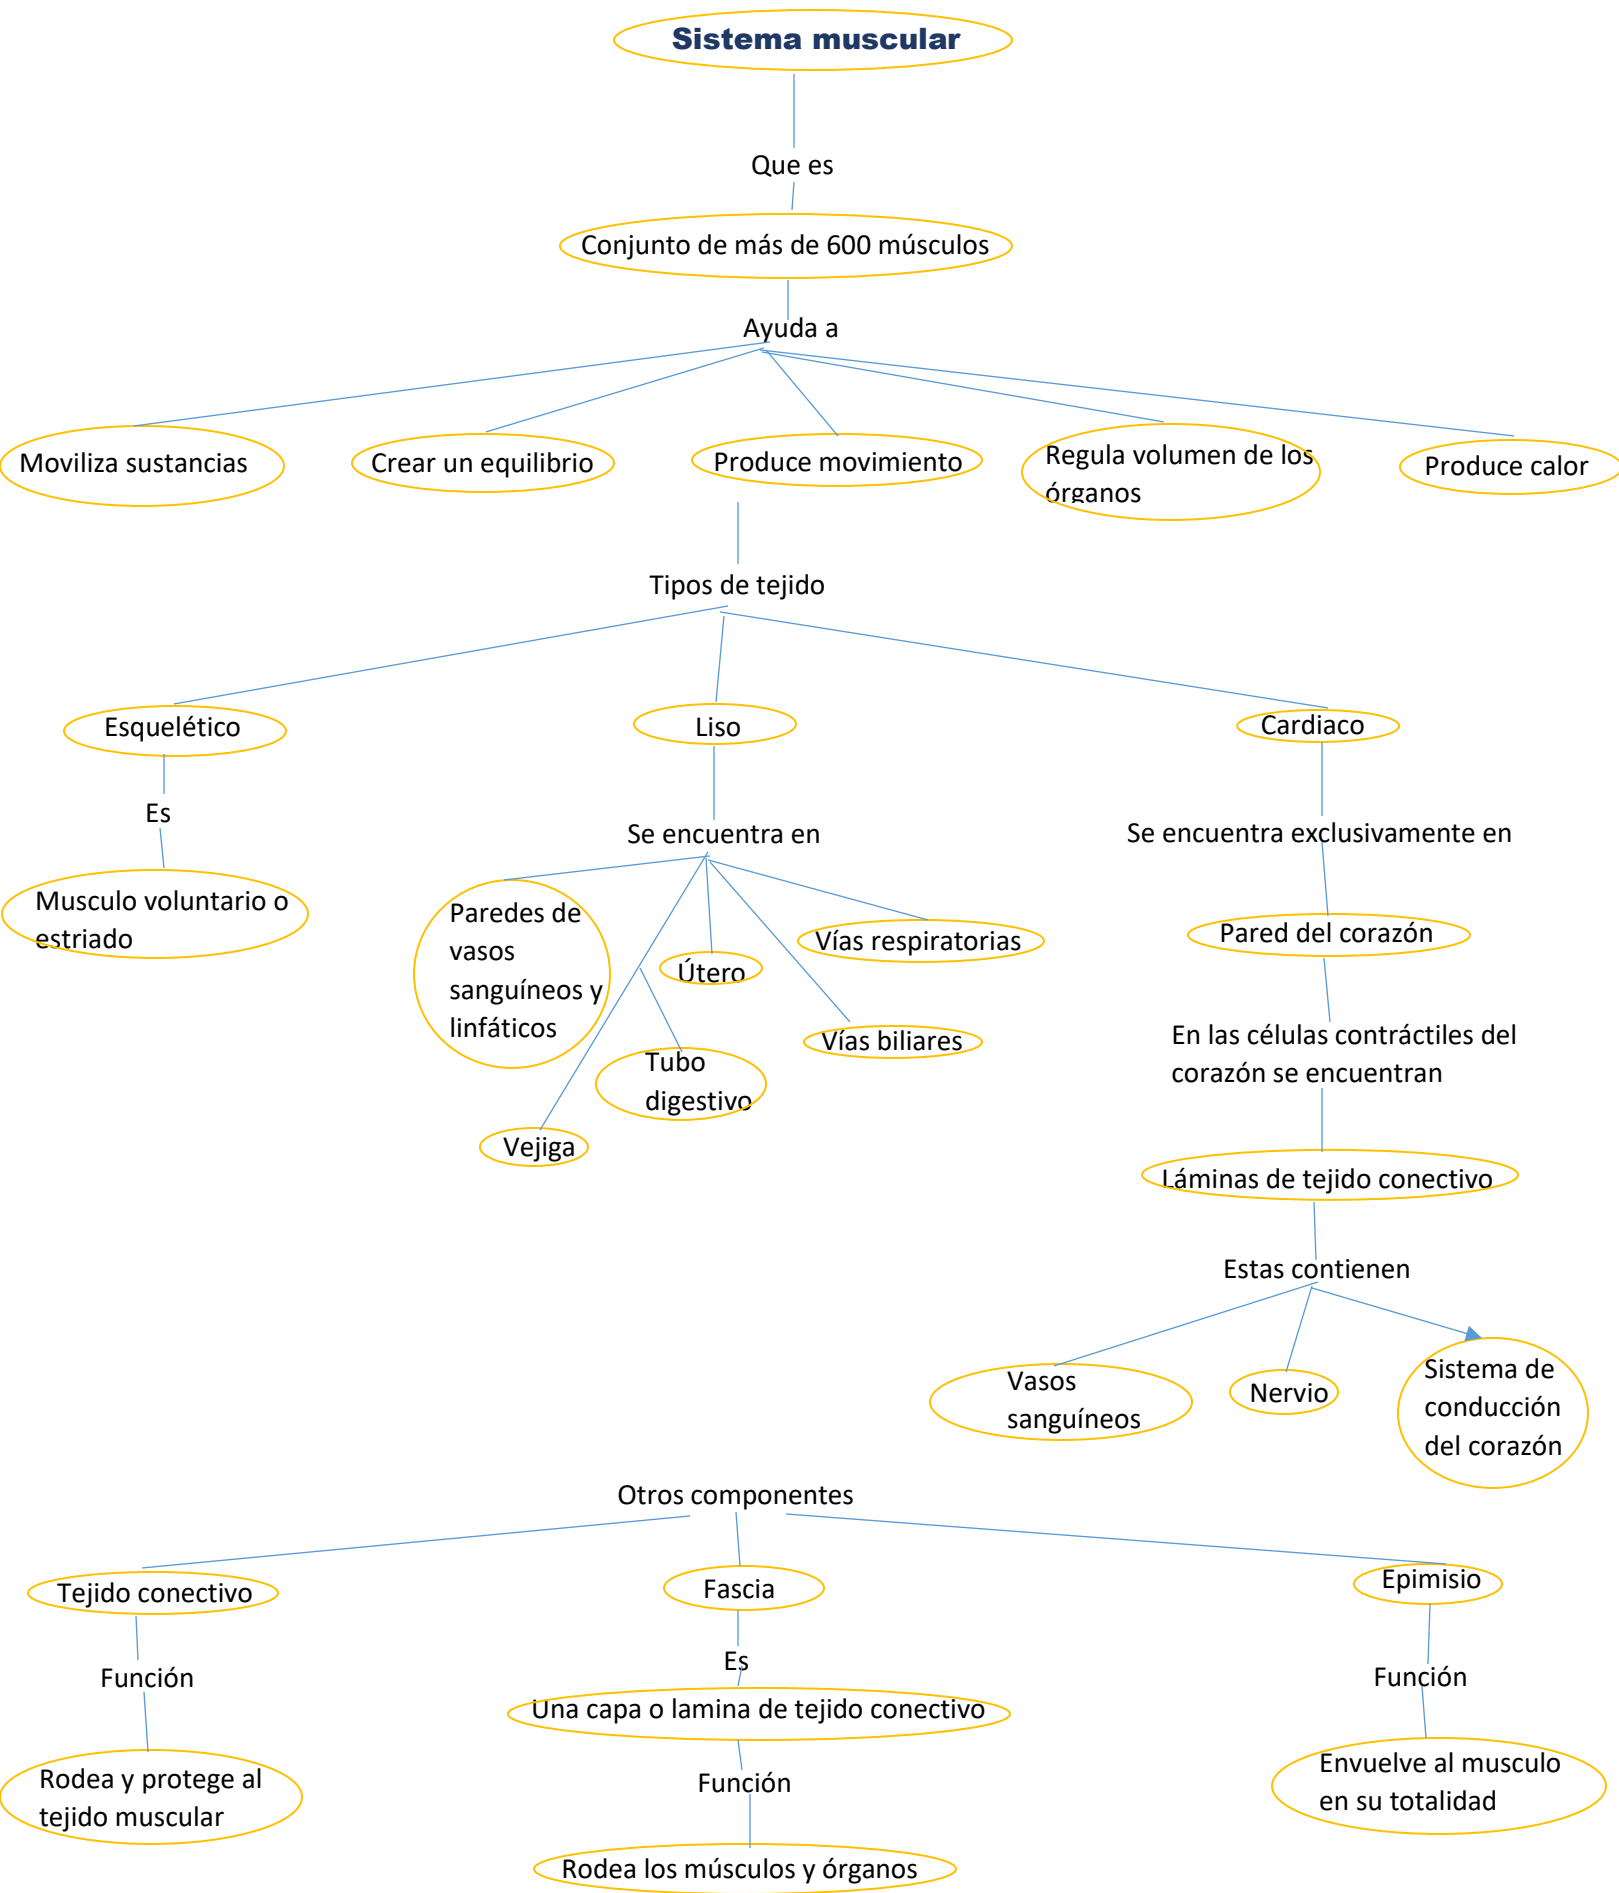 Sistema muscular
Que es
Conjunto de más de 600 músculos
Ayuda a
Moviliza sustancias
Crear un equilibrio
Produce movimiento
Regula volumen de los
órganos
Produce calor
Tipos de tejido
Esquelético
Liso
Cardiaco
Es
Se encuentra en
Se encuentra exclusivamente en
Musculo voluntario o
estriado
Paredes de
vasos
sanguíneos y
linfáticos
Útero
Vías respiratorias
Pared del corazón
Vías biliares
Tubo
digestivo
Vejiga
En las células contráctiles del
corazón se encuentran
Láminas de tejido conectivo
Estas contienen
Vasos
sanguíneos
Nervio
Sistema de
conducción
del corazón
Otros componentes
Tejido conectivo
Fascia
Epimisio
Función
Es
Función
Una capa o lamina de tejido conectivo
Rodea y protege al
tejido muscular
Función
Envuelve al musculo
en su totalidad
Rodea los músculos y órganos